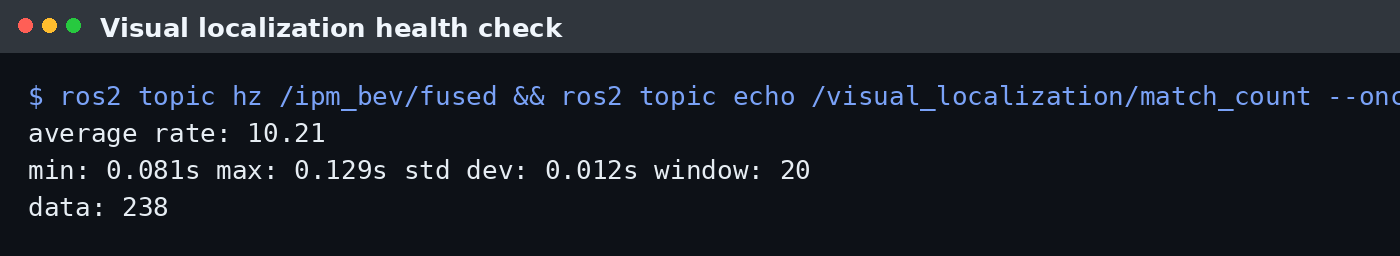 Visual localization health check
$ ros2 topic hz /ipm_bev/fused && ros2 topic echo /visual_localization/match_count --onc
average rate: 10.21
min: 0.081s max: 0.129s std dev: 0.012s window: 20
data: 238